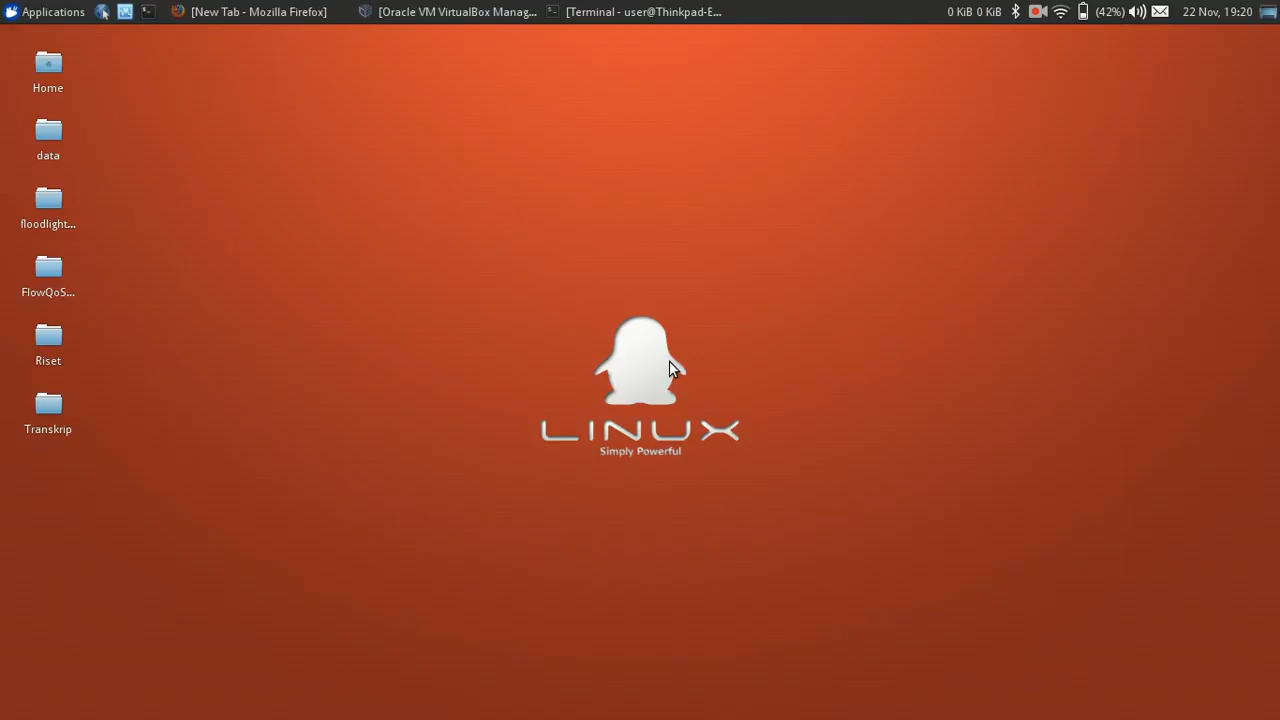 Applications [New Tab - Mozilla Firefox] [Oracle VM VirtualBox Manag... [Terminal - user@Thinkpad-E... 0 KiB 0 KiB (42%) 22 Nov, 19:20
Home
data
floodlight...
FlowQoS...
Riset
Transkrip
LINUX
Simply Powerful